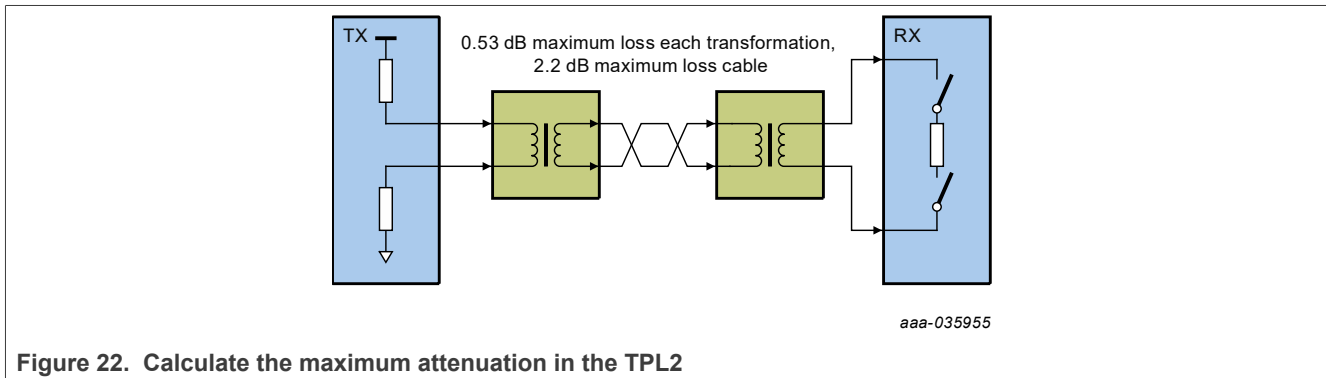 TX
0.53 dB maximum loss each transformation,
2.2 dB maximum loss cable
RX
aaa-035955
Figure 22. Calculate the maximum attenuation in the TPL2